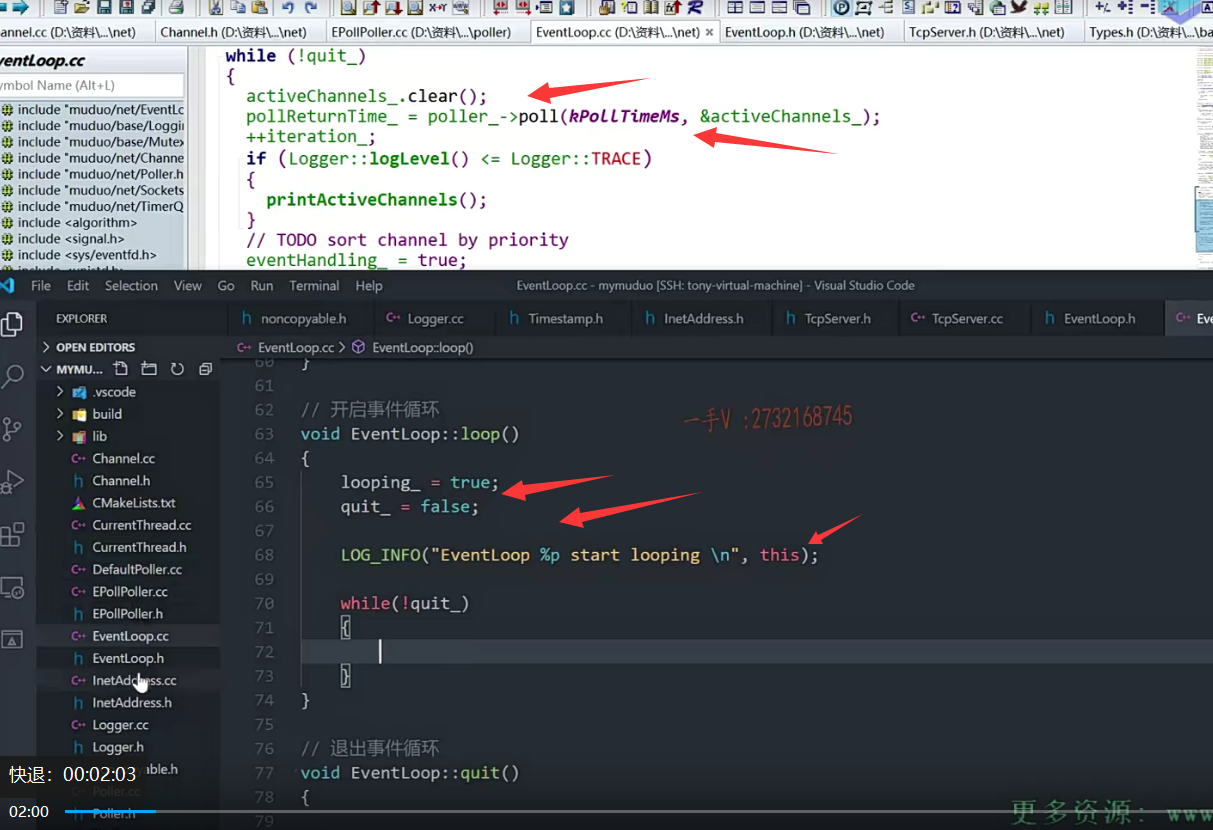 annel.cc (D:\资料\...\net) Channel.h (D:\资料\...\net) EPollPoller.cc (D:\资料\...\poller) EventLoop.cc (D:\资料\...\net) × EventLoop.h (D:\资料\...\net) TcpServer.h (D:\资料\...\net) Types.h (D:\资料\...\ba
ventLoop.cc
ymbol Name (Alt+L)
include "muduo/net/EventLc
include "muduo/base/Loggi
include "muduo/base/Mutex
include "muduo/net/Channe
include "muduo/net/Poller.h
include "muduo/net/Sockets
include "muduo/net/TimerQ
include <algorithm>
include <signal.h>
include <sys/eventfd.h>
while (!quit_)
{
activeChannels_.clear();
pollReturnTime_ = poller_->poll(kPollTimeMs, &activeChannels_);
++iteration_;
if (Logger::logLevel() <= Logger::TRACE)
{
printActiveChannels();
}
// TODO sort channel by priority
eventHandling_ = true;
File Edit Selection View Go Run Terminal Help EventLoop.cc - mymuduo [SSH: tony-virtual-machine] - Visual Studio Code
EXPLORER
OPEN EDITORS
MYMU...
.vscode
build
lib
Channel.cc
Channel.h
CMakeLists.txt
CurrentThread.cc
CurrentThread.h
DefaultPoller.cc
EPollPoller.cc
EPollPoller.h
EventLoop.cc
EventLoop.h
InetAddress.cc
InetAddress.h
Logger.cc
Logger.h
able.h
Poller.cc
Poller.h
noncopyable.h Logger.cc Timestamp.h InetAddress.h TcpServer.h TcpServer.cc EventLoop.h Eve
EventLoop.cc > EventLoop::loop()
60 }
61
62 // 开启事件循环
63 void EventLoop::loop()
64 {
65 looping_ = true;
66 quit_ = false;
67
68 LOG_INFO("EventLoop %p start looping \n", this);
69
70 while(!quit_)
71 {
72
73 }
74 }
75
76 // 退出事件循环
77 void EventLoop::quit()
78 {
79
一手V :2732168745
快退: 00:02:03
02:00
更多资源: www